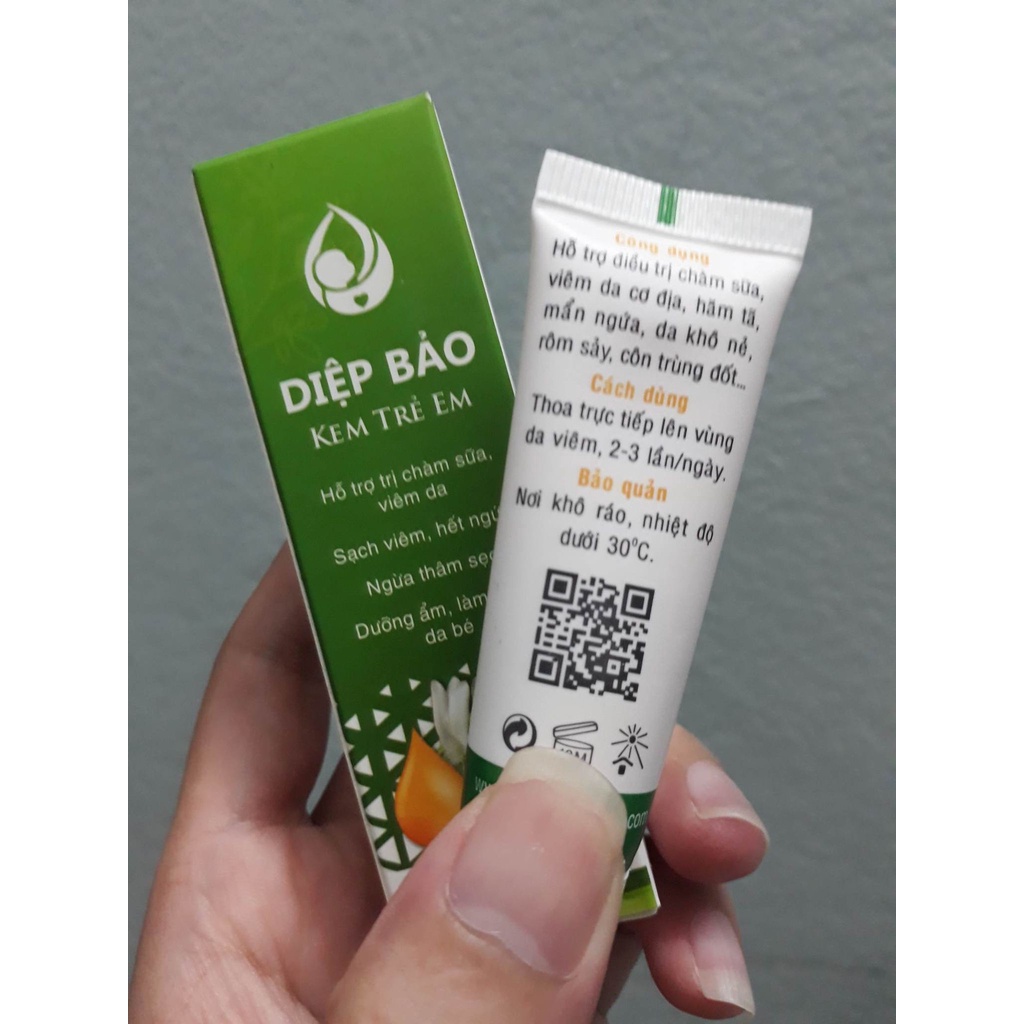 DIỆP BẢO
KEM TRẺ EM
Hỗ trợ trị chàm sữa,
viêm da
Sạch viêm, hết
Ngừa thâm
Dưỡng ẩm, làm
da bé
Công dụng
Hỗ trợ điều trị chàm sữa,
viêm da cơ địa, hăm tã,
mẩn ngứa, da khô nẻ,
rôm sảy, côn trùng đốt...
Cách dùng
Thoa trực tiếp lên vùng
da viêm, 2-3 lần/ngày.
Bảo quản
Nơi khô ráo, nhiệt độ
dưới 30°C.